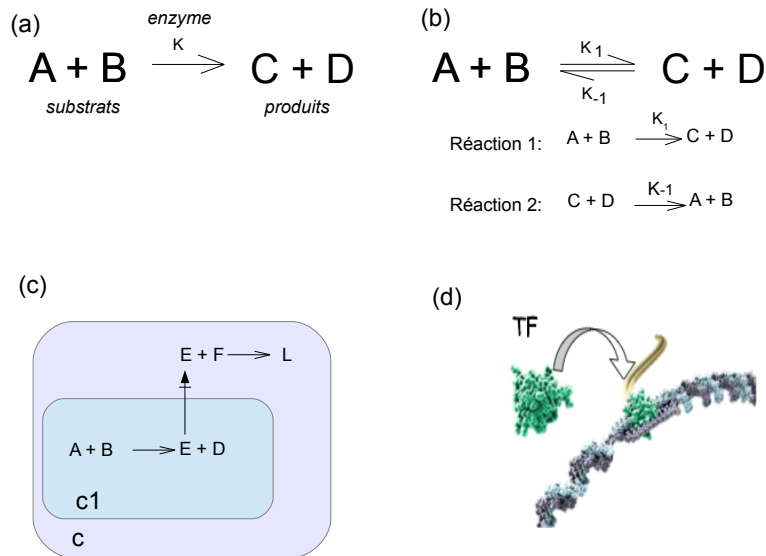 (a)
enzyme
K
A + B
C + D
substrats
produits
(b)
K1
A + B
C + D
K-1
K1
Réaction 1: A + B C + D
K-1
Réaction 2: C + D A + B
(c)
E + F L
A + B E + D
c1
c
(d)
TF